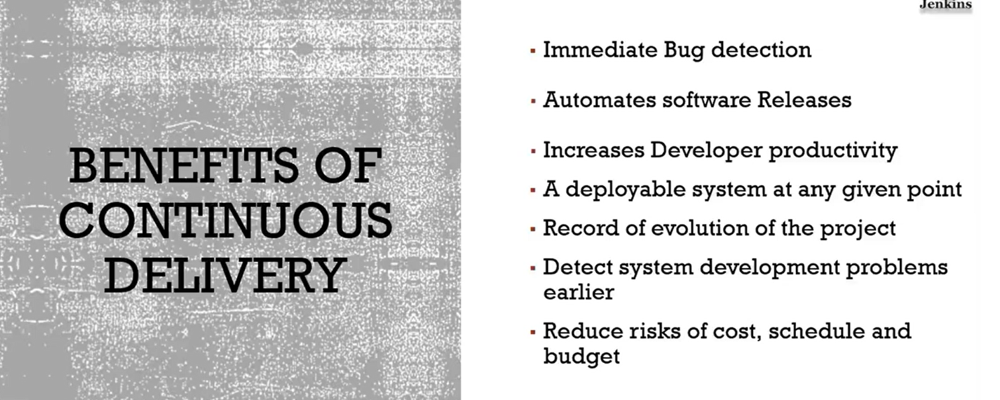 Jenkins
BENEFITS OF
CONTINUOUS
DELIVERY
Immediate Bug detection
Automates software Releases
Increases Developer productivity
A deployable system at any given point
Record of evolution of the project
Detect system development problems
earlier
Reduce risks of cost, schedule and
budget